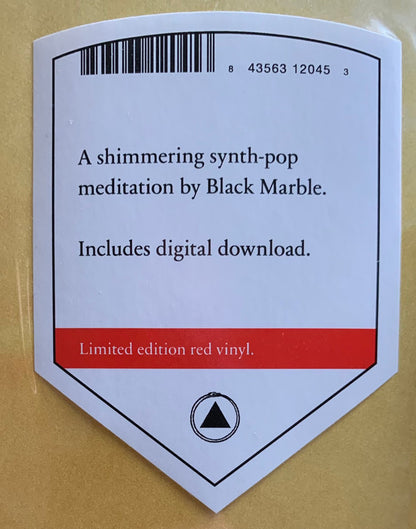 8 43563 12045 3
A shimmering synth-pop
meditation by Black Marble.
Includes digital download.
Limited edition red vinyl.